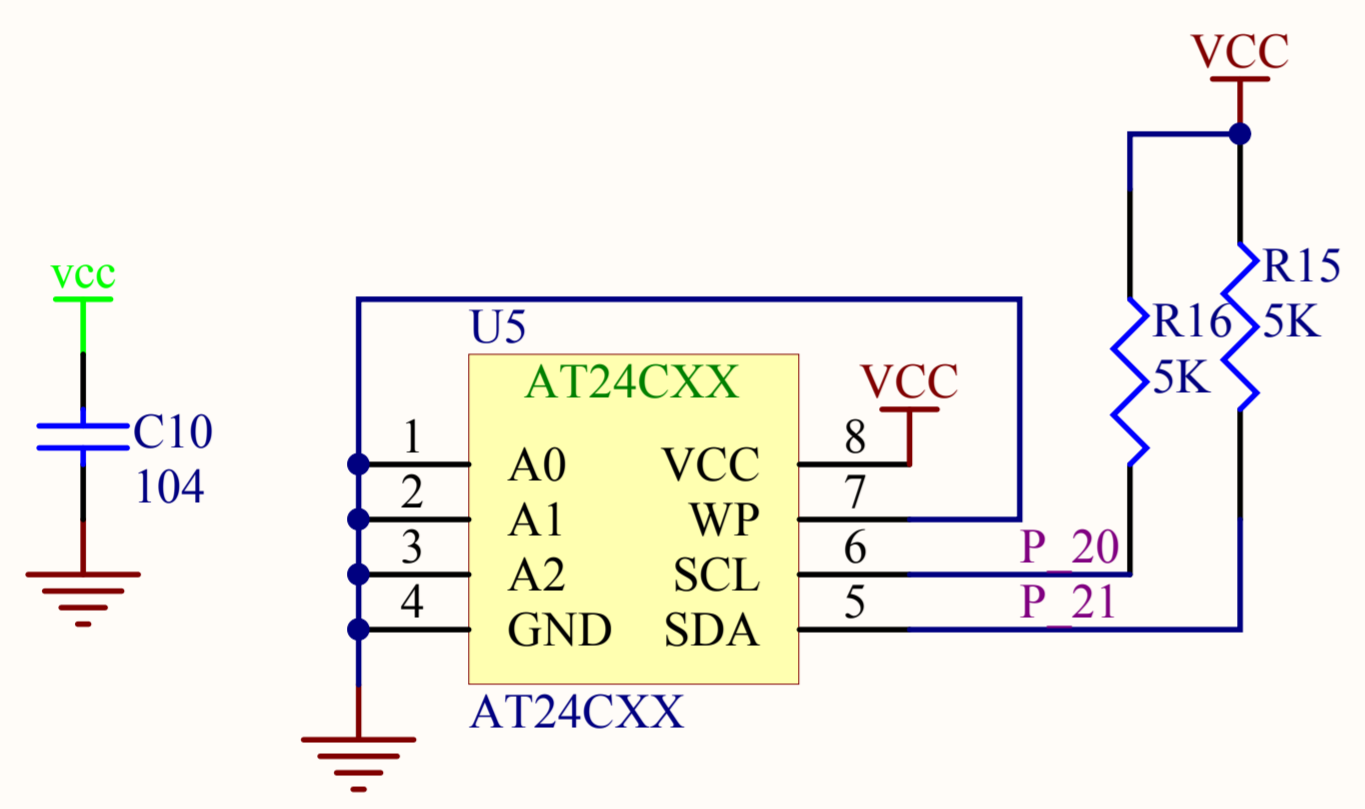 VCC
vcc
C10
104
U5
AT24CXX
VCC
1
A0
VCC
8
2
A1
WP
7
3
A2
SCL
6
P_20
4
GND
SDA
5
P_21
AT24CXX
R15
5K
R16
5K